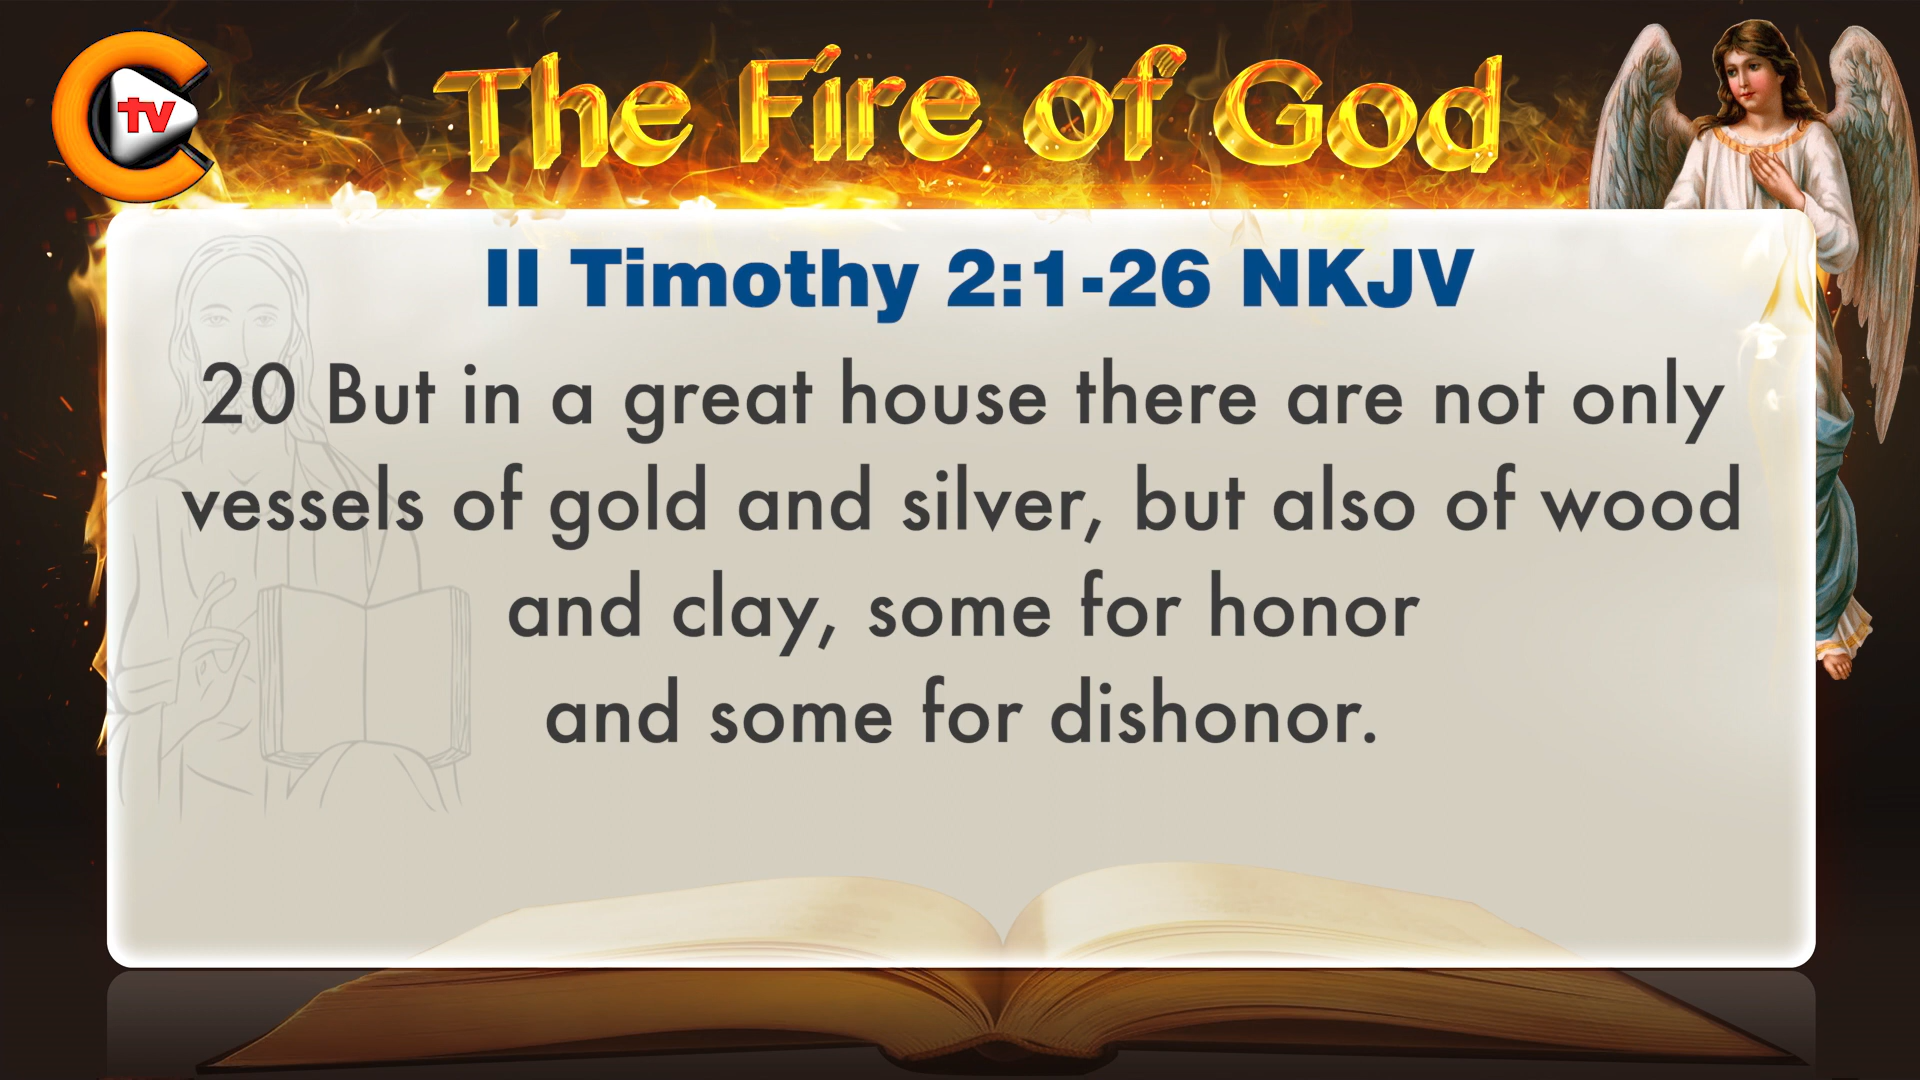 tv
The Fire of God
II Timothy 2:1-26 NKJV
20 But in a great house there are not only
vessels of gold and silver, but also of wood
and clay, some for honor
and some for dishonor.